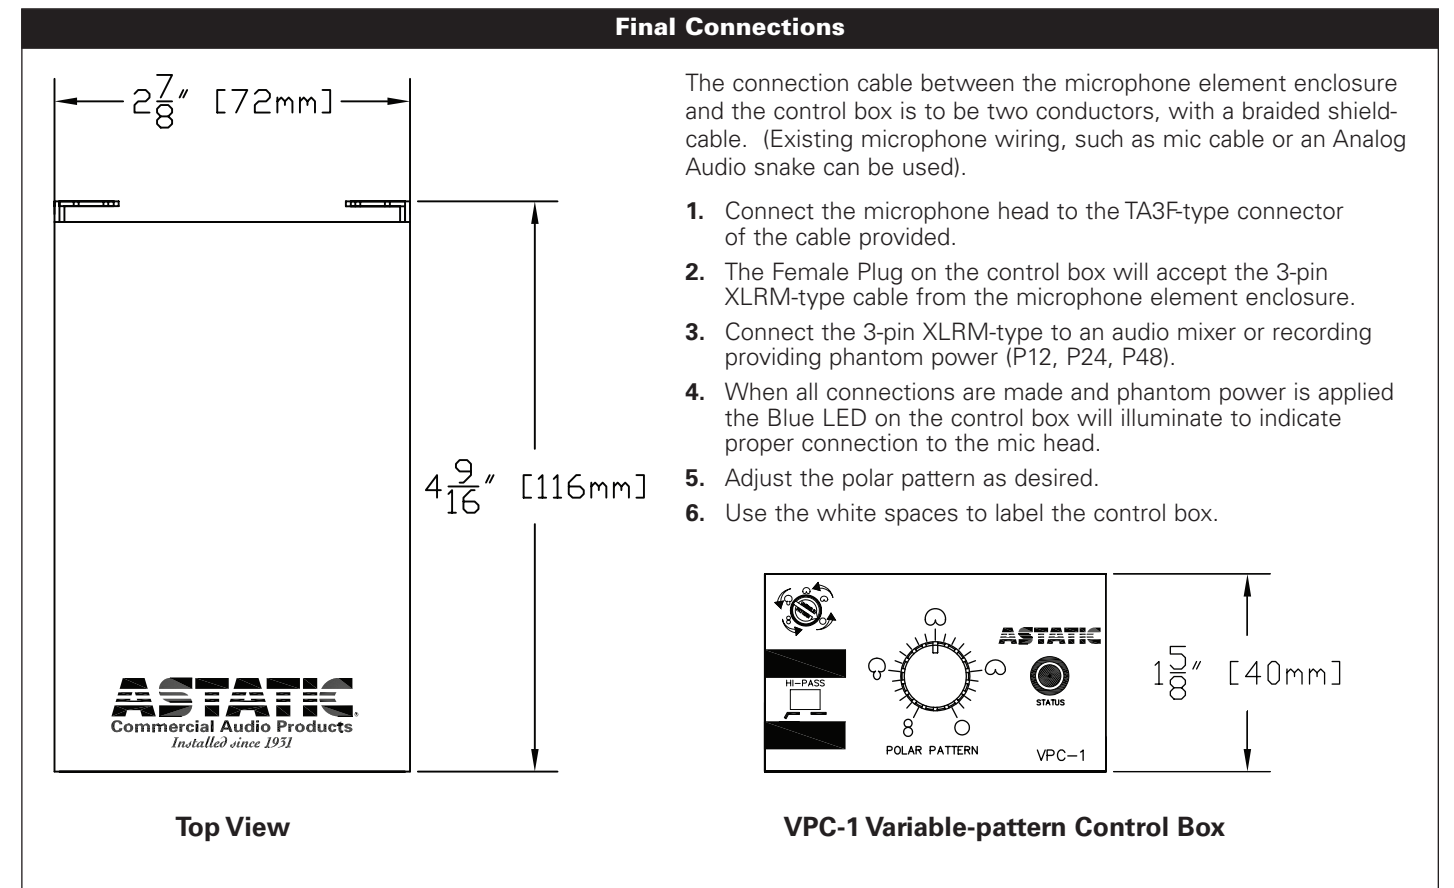 Final Connections
2 7/8" [72mm]
The connection cable between the microphone element enclosure
and the control box is to be two conductors, with a braided shield-
cable. (Existing microphone wiring, such as mic cable or an Analog
Audio snake can be used).
1. Connect the microphone head to the TA3F-type connector
of the cable provided.
2. The Female Plug on the control box will accept the 3-pin
XLRM-type cable from the microphone element enclosure.
3. Connect the 3-pin XLRM-type to an audio mixer or recording
providing phantom power (P12, P24, P48).
4. When all connections are made and phantom power is applied
the Blue LED on the control box will illuminate to indicate
proper connection to the mic head.
5. Adjust the polar pattern as desired.
6. Use the white spaces to label the control box.
4 9/16" [116mm]
ASTATIC
Commercial Audio Products
Installed since 1931
ASTATIC
HI-PASS
STATUS
POLAR PATTERN
VPC-1
1 5/8" [40mm]
Top View
VPC-1 Variable-pattern Control Box